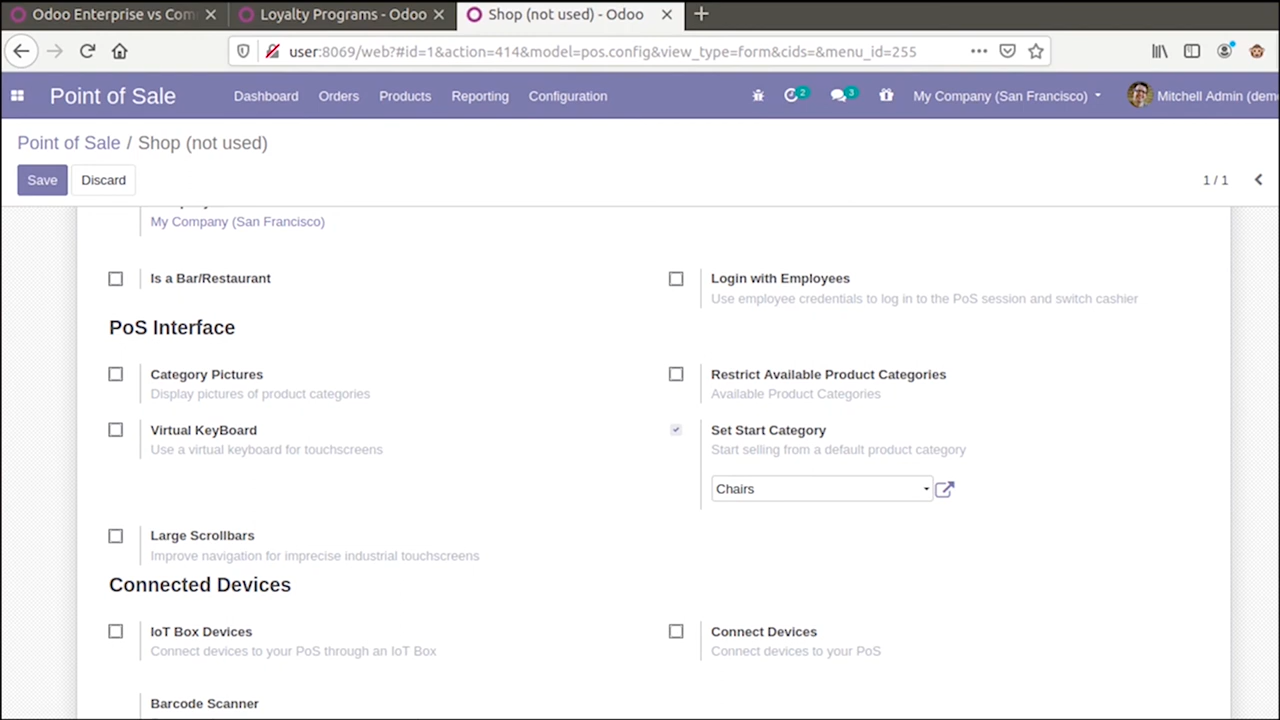 Odoo Enterprise vs Com
Loyalty Programs - Odoo
Shop (not used) - Odoo
user:8069/web?#id=1&action=414&model=pos.config&view_type=form&cids=&menu_id=255
Point of Sale
Dashboard
Orders
Products
Reporting
Configuration
2
3
My Company (San Francisco)
Mitchell Admin (dem
Point of Sale / Shop (not used)
Save
Discard
1 / 1
My Company (San Francisco)
Is a Bar/Restaurant
Login with Employees
Use employee credentials to log in to the PoS session and switch cashier
PoS Interface
Category Pictures
Display pictures of product categories
Restrict Available Product Categories
Available Product Categories
Virtual KeyBoard
Use a virtual keyboard for touchscreens
Set Start Category
Start selling from a default product category
Chairs
Large Scrollbars
Improve navigation for imprecise industrial touchscreens
Connected Devices
IoT Box Devices
Connect devices to your PoS through an IoT Box
Connect Devices
Connect devices to your PoS
Barcode Scanner